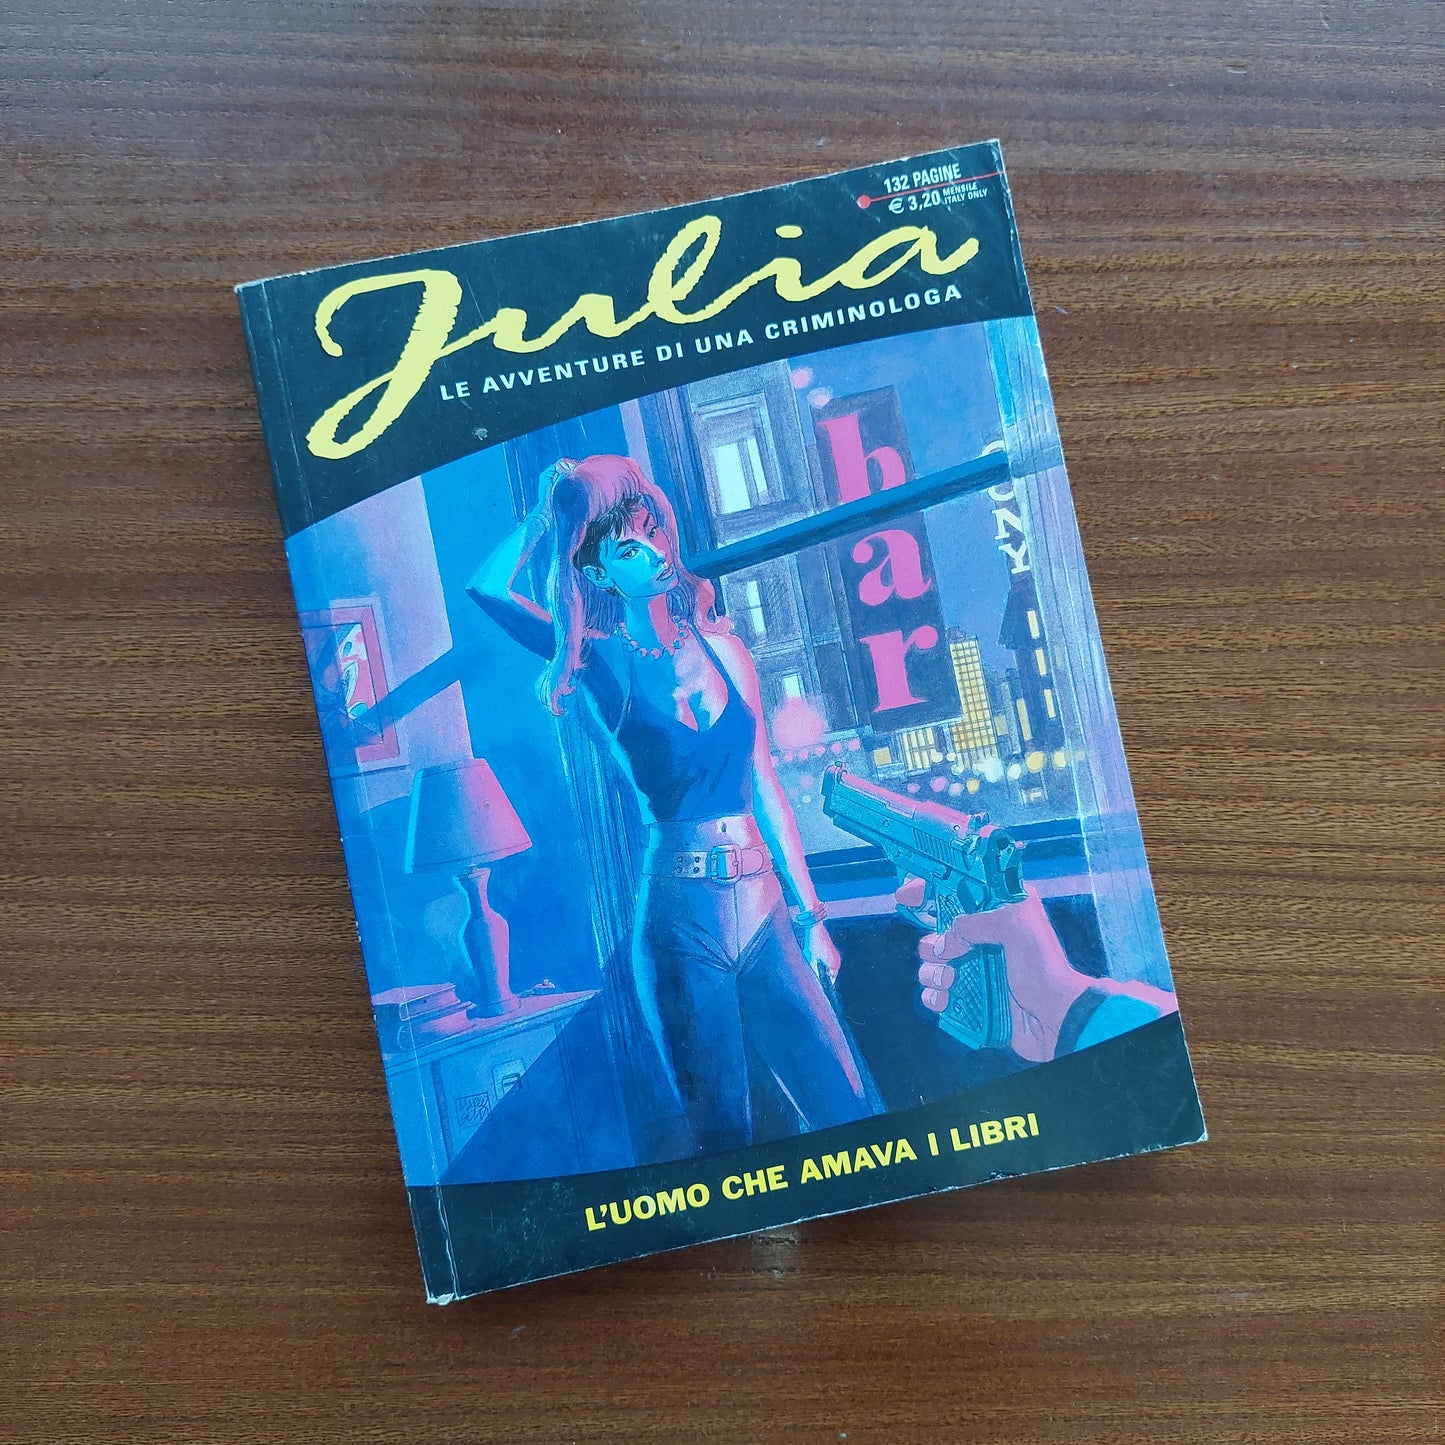 132 PAGINE
€ 3,20 MENSILE
ITALY ONLY
Julia
LE AVVENTURE DI UNA CRIMINOLOGA
bar
L'UOMO CHE AMAVA I LIBRI